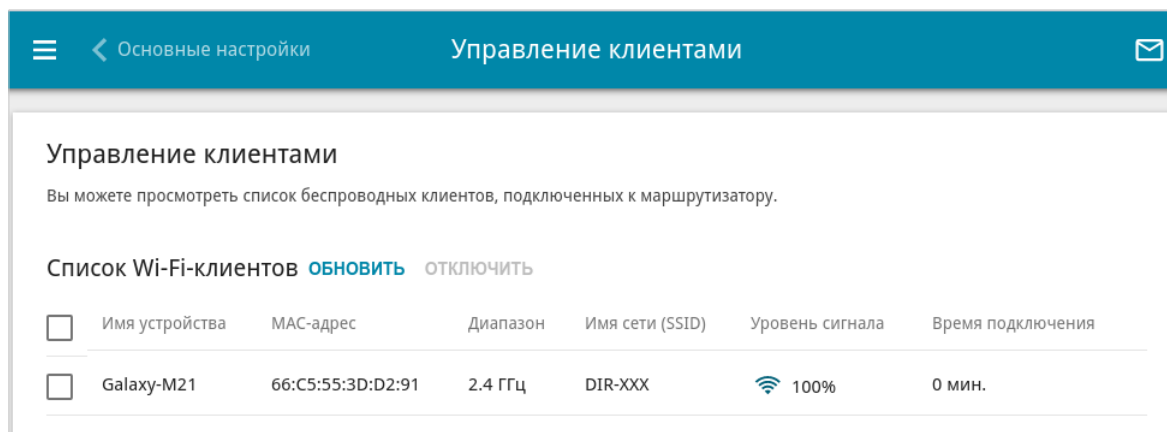 Основные настройки Управление клиентами
Управление клиентами
Вы можете просмотреть список беспроводных клиентов, подключенных к маршрутизатору.
Список Wi-Fi-клиентов ОБНОВИТЬ ОТКЛЮЧИТЬ
Имя устройства MAC-адрес Диапазон Имя сети (SSID) Уровень сигнала Время подключения
Galaxy-M21 66:C5:55:3D:D2:91 2.4 ГГц DIR-XXX 100% 0 мин.